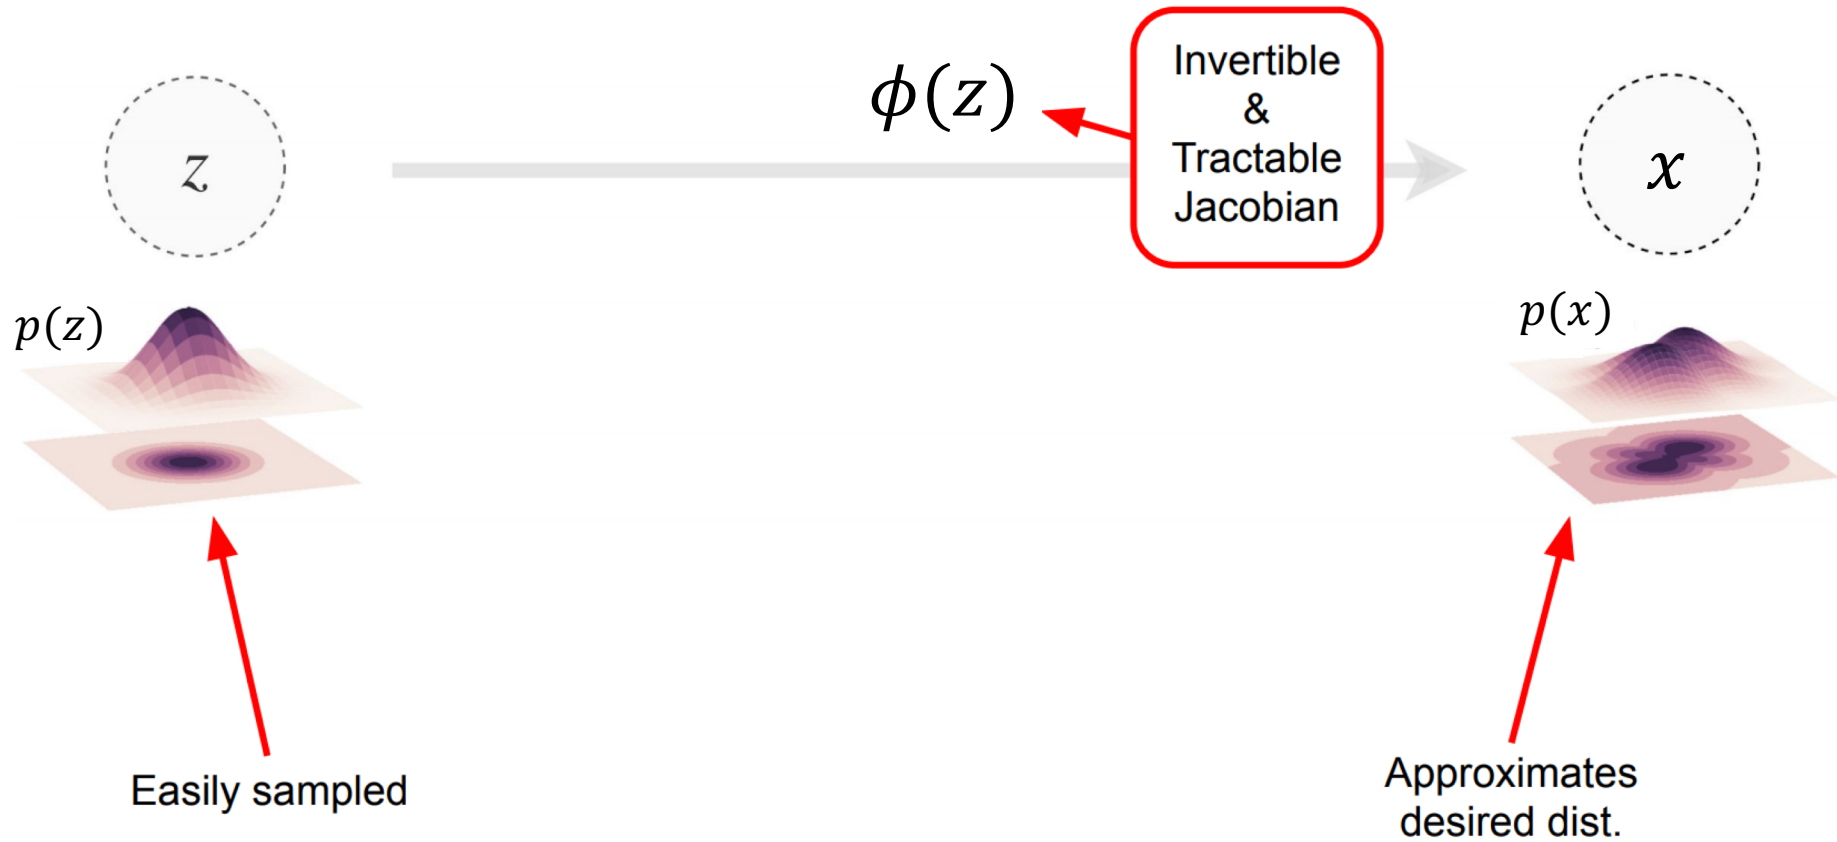 ϕ(z)
Invertible
&
Tractable
Jacobian
z
x
p(z)
p(x)
Easily sampled
Approximates
desired dist.